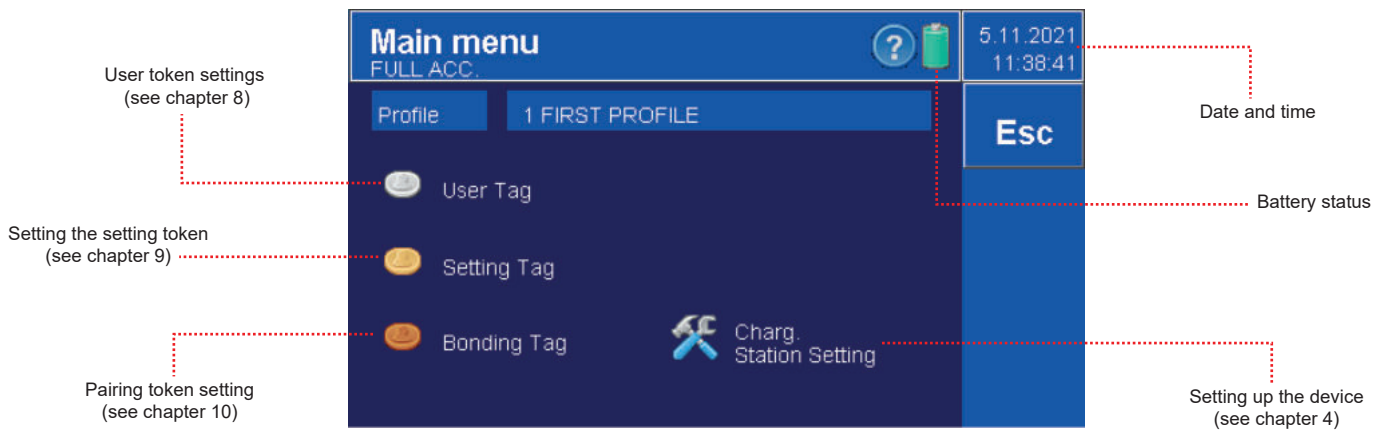 Main menu
FULL ACC.
?
5.11.2021
11:38:41
Profile
1 FIRST PROFILE
Esc
User Tag
Setting Tag
Bonding Tag
Charg.
Station Setting
User token settings
(see chapter 8)
Setting the setting token
(see chapter 9)
Pairing token setting
(see chapter 10)
Date and time
Battery status
Setting up the device
(see chapter 4)